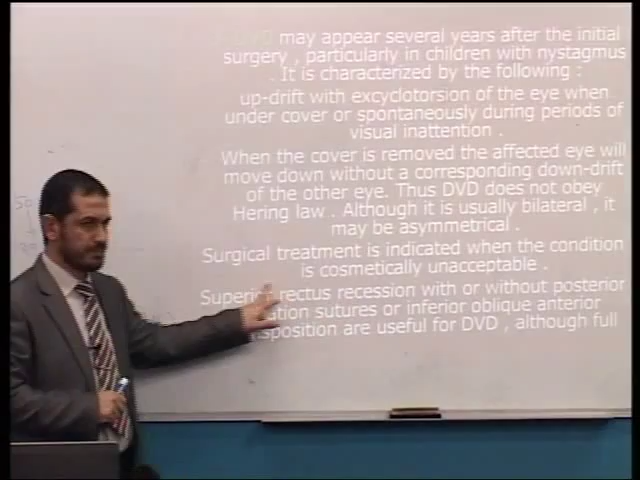 DVD may appear several years after the initial
surgery , particularly in children with nystagmus
. It is characterized by the following :
up-drift with excyclotorsion of the eye when
under cover or spontaneously during periods of
visual inattention .
When the cover is removed the affected eye will
move down without a corresponding down-drift
of the other eye. Thus DVD does not obey
Hering law . Although it is usually bilateral , it
may be asymmetrical .
Surgical treatment is indicated when the condition
is cosmetically unacceptable .
Superior rectus recession with or without posterior
sutures or inferior oblique anterior
are useful for DVD , although full
50